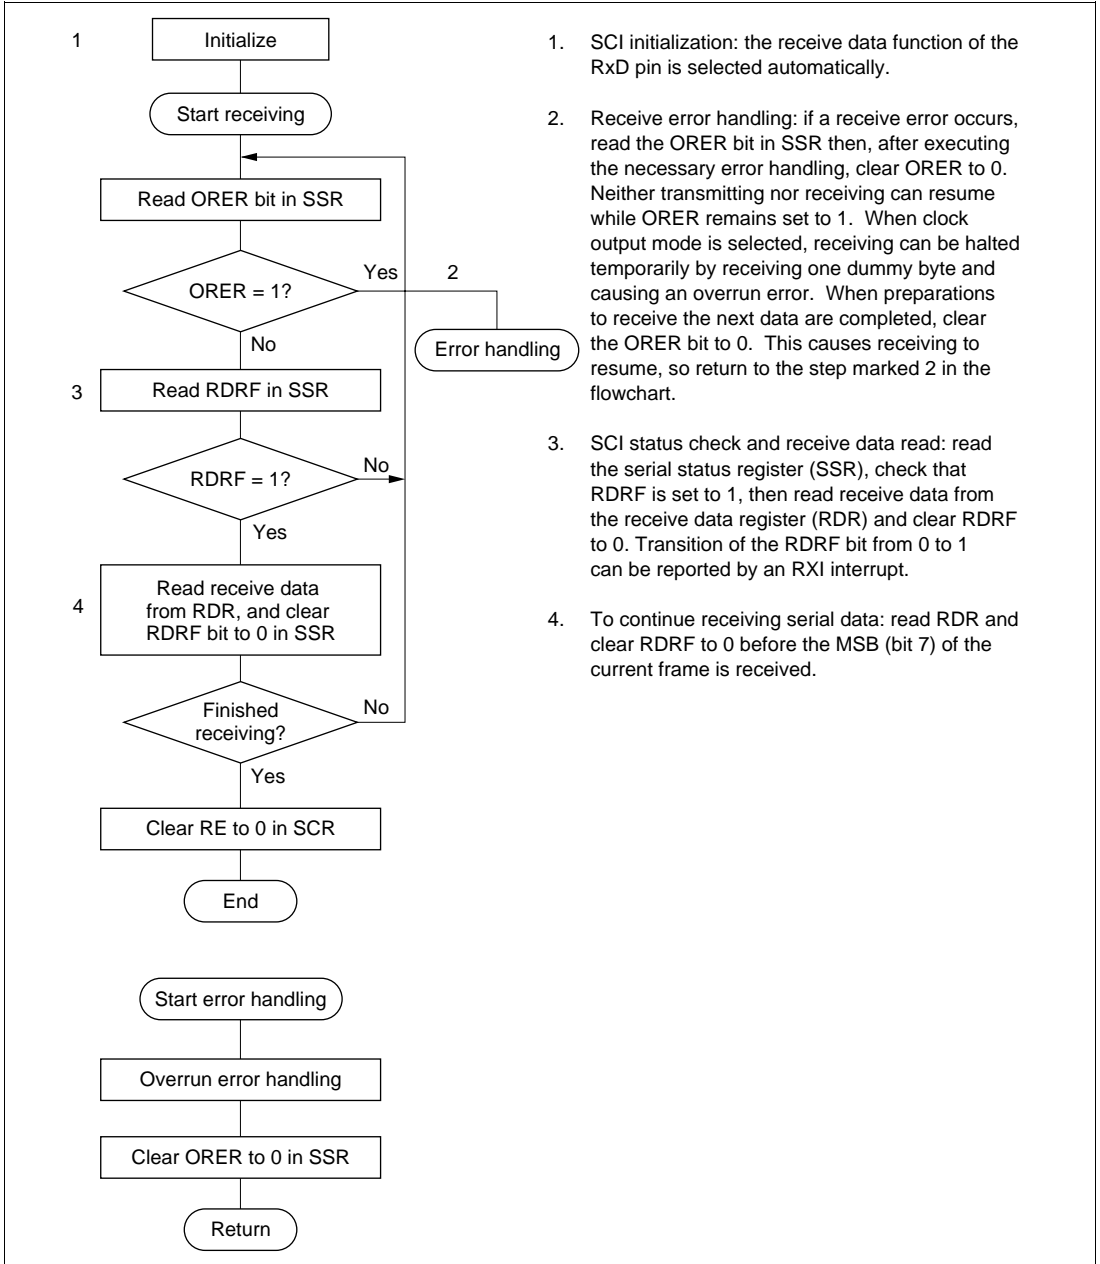 1
Initialize
Start receiving
Read ORER bit in SSR
ORER = 1?
Yes
2
Error handling
No
3
Read RDRF in SSR
RDRF = 1?
No
Yes
4
Read receive data
from RDR, and clear
RDRF bit to 0 in SSR
Finished
receiving?
No
Yes
Clear RE to 0 in SCR
End
Start error handling
Overrun error handling
Clear ORER to 0 in SSR
Return
1. SCI initialization: the receive data function of the
RxD pin is selected automatically.
2. Receive error handling: if a receive error occurs,
read the ORER bit in SSR then, after executing
the necessary error handling, clear ORER to 0.
Neither transmitting nor receiving can resume
while ORER remains set to 1. When clock
output mode is selected, receiving can be halted
temporarily by receiving one dummy byte and
causing an overrun error. When preparations
to receive the next data are completed, clear
the ORER bit to 0. This causes receiving to
resume, so return to the step marked 2 in the
flowchart.
3. SCI status check and receive data read: read
the serial status register (SSR), check that
RDRF is set to 1, then read receive data from
the receive data register (RDR) and clear RDRF
to 0. Transition of the RDRF bit from 0 to 1
can be reported by an RXI interrupt.
4. To continue receiving serial data: read RDR and
clear RDRF to 0 before the MSB (bit 7) of the
current frame is received.